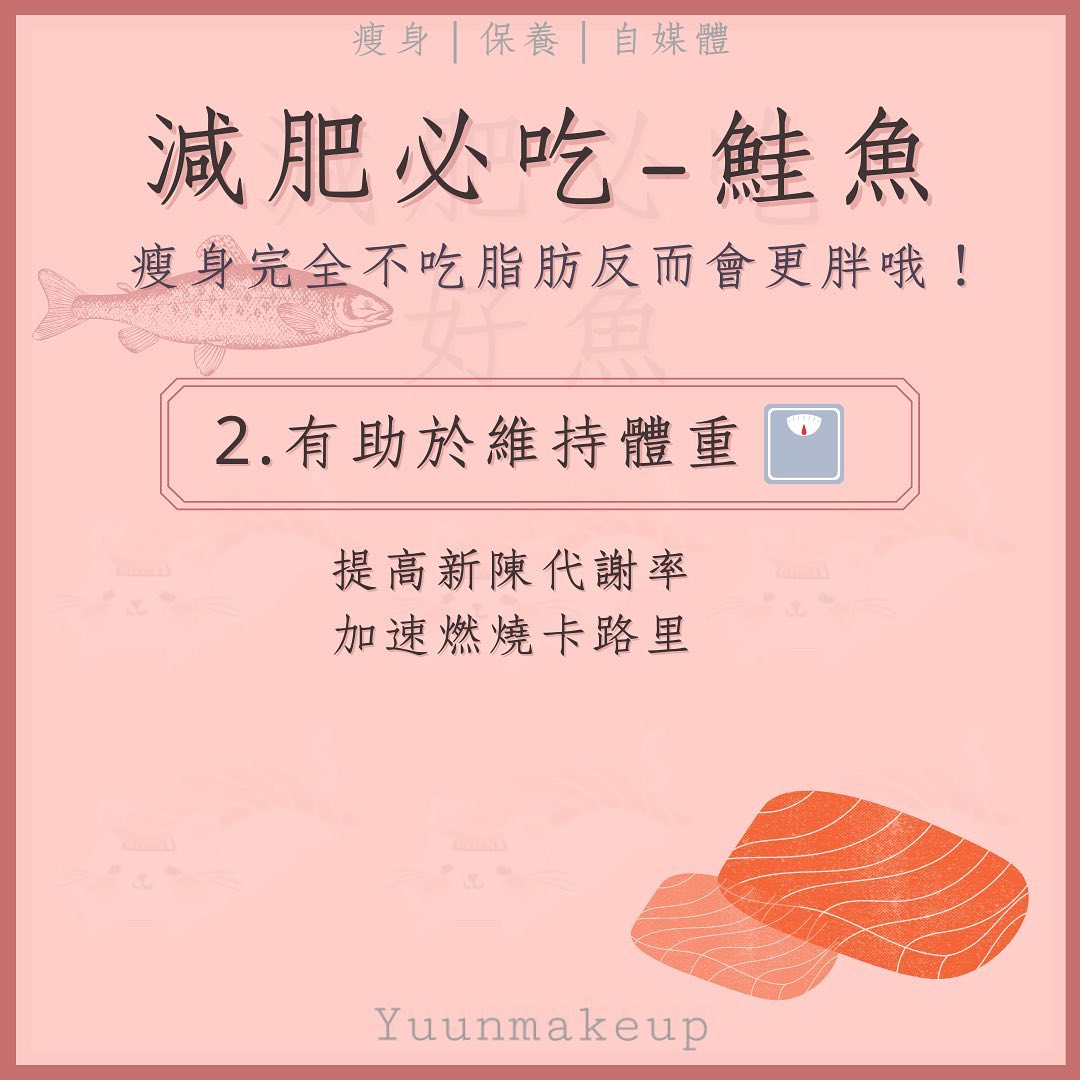 瘦身|保養|自媒體
減肥必吃-鮭魚
瘦身完全不吃脂肪反而會更胖哦！
好魚
2.有助於維持體重
提高新陳代謝率
加速燃燒卡路里
Yuunmakeup